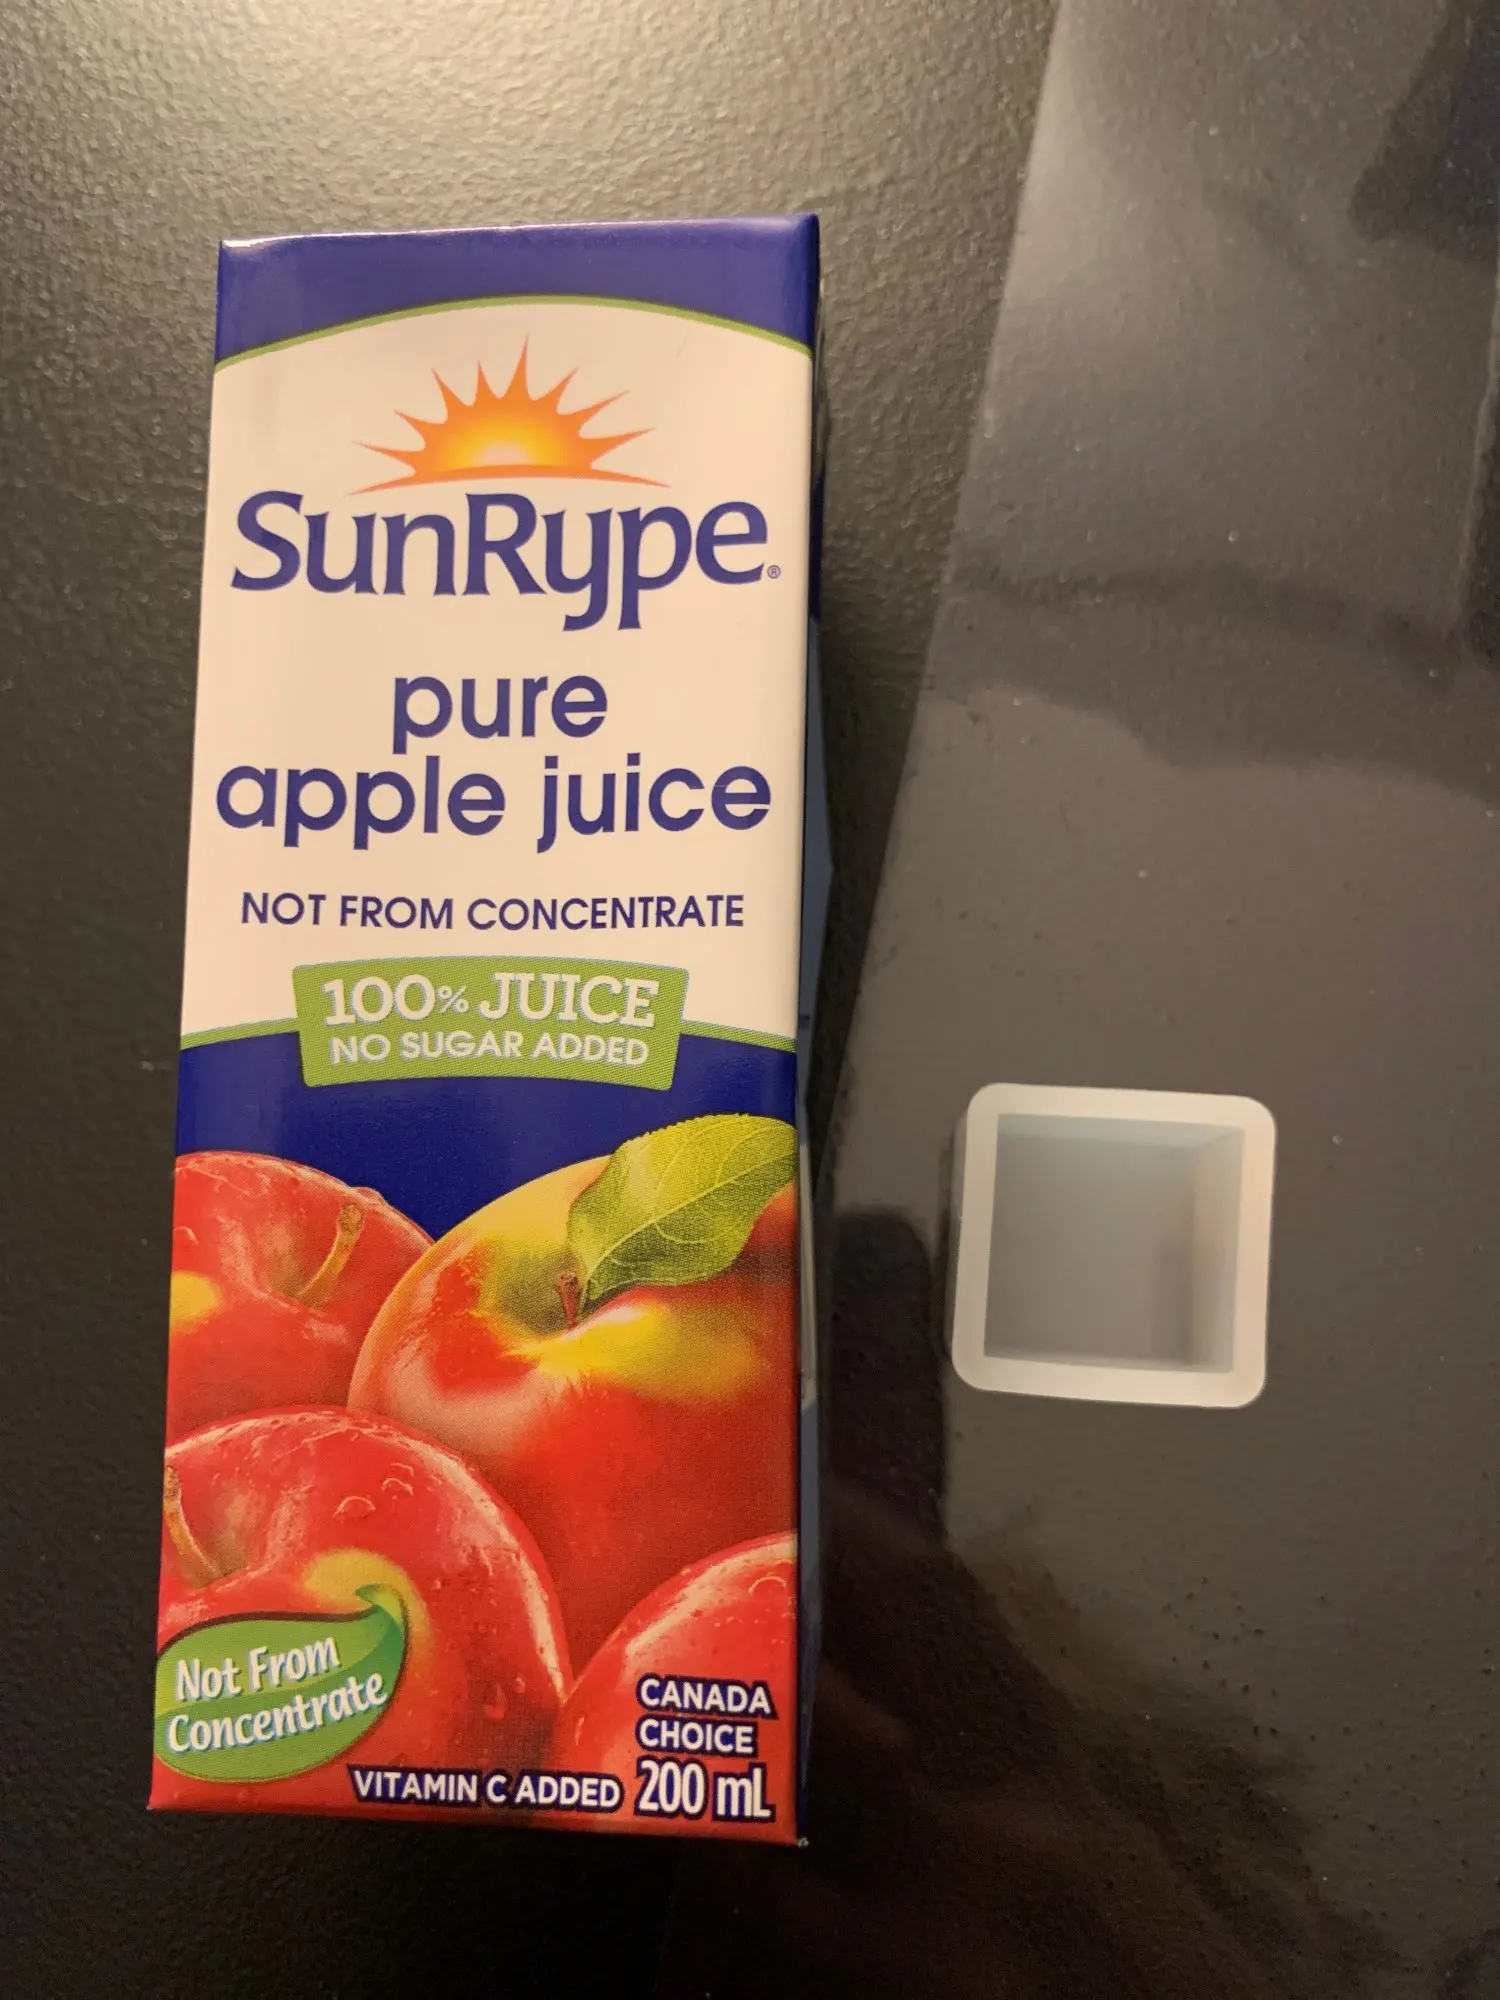 SunRype®
pure
apple juice
NOT FROM CONCENTRATE
100% JUICE
NO SUGAR ADDED
Not From
Concentrate
CANADA
CHOICE
VITAMIN C ADDED 200 mL